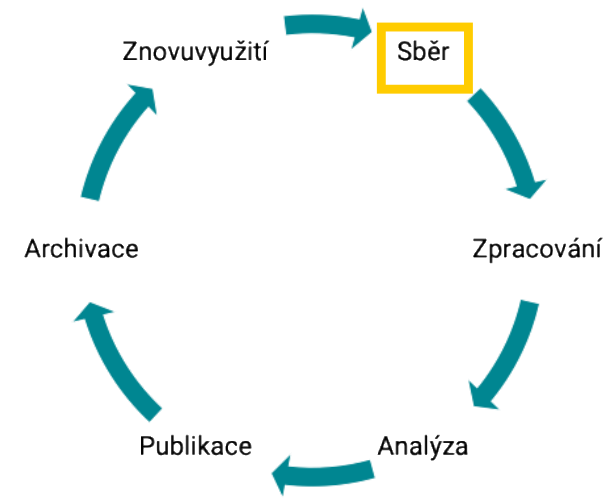 Znovuvyužití
Sběr
Archivace
Zpracování
Publikace
Analýza